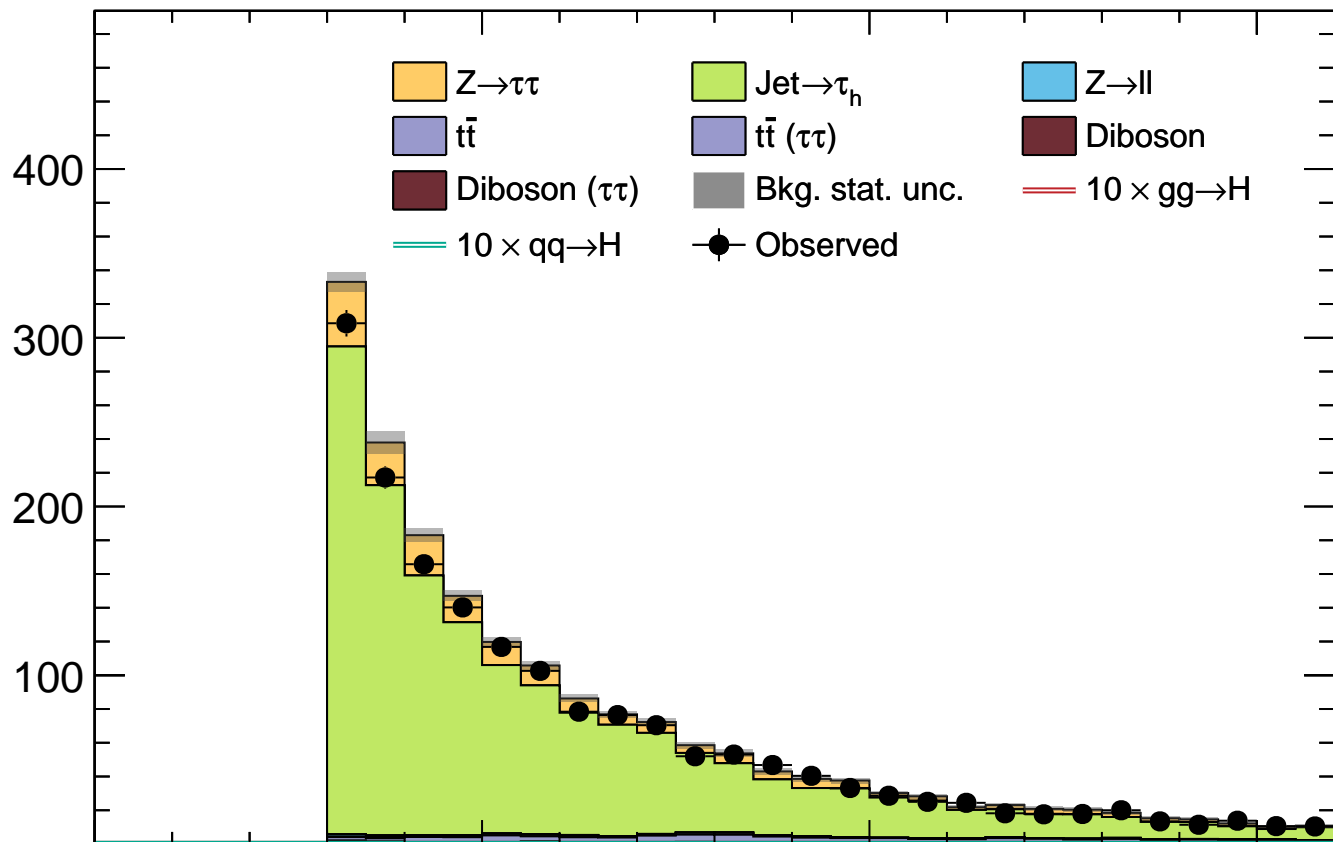 Z→ττ Jet→τh Z→ll
tt̄ tt̄ (ττ) Diboson
Diboson (ττ) Bkg. stat. unc. 10 × gg→H
10 × qq→H Observed
400
300
200
100